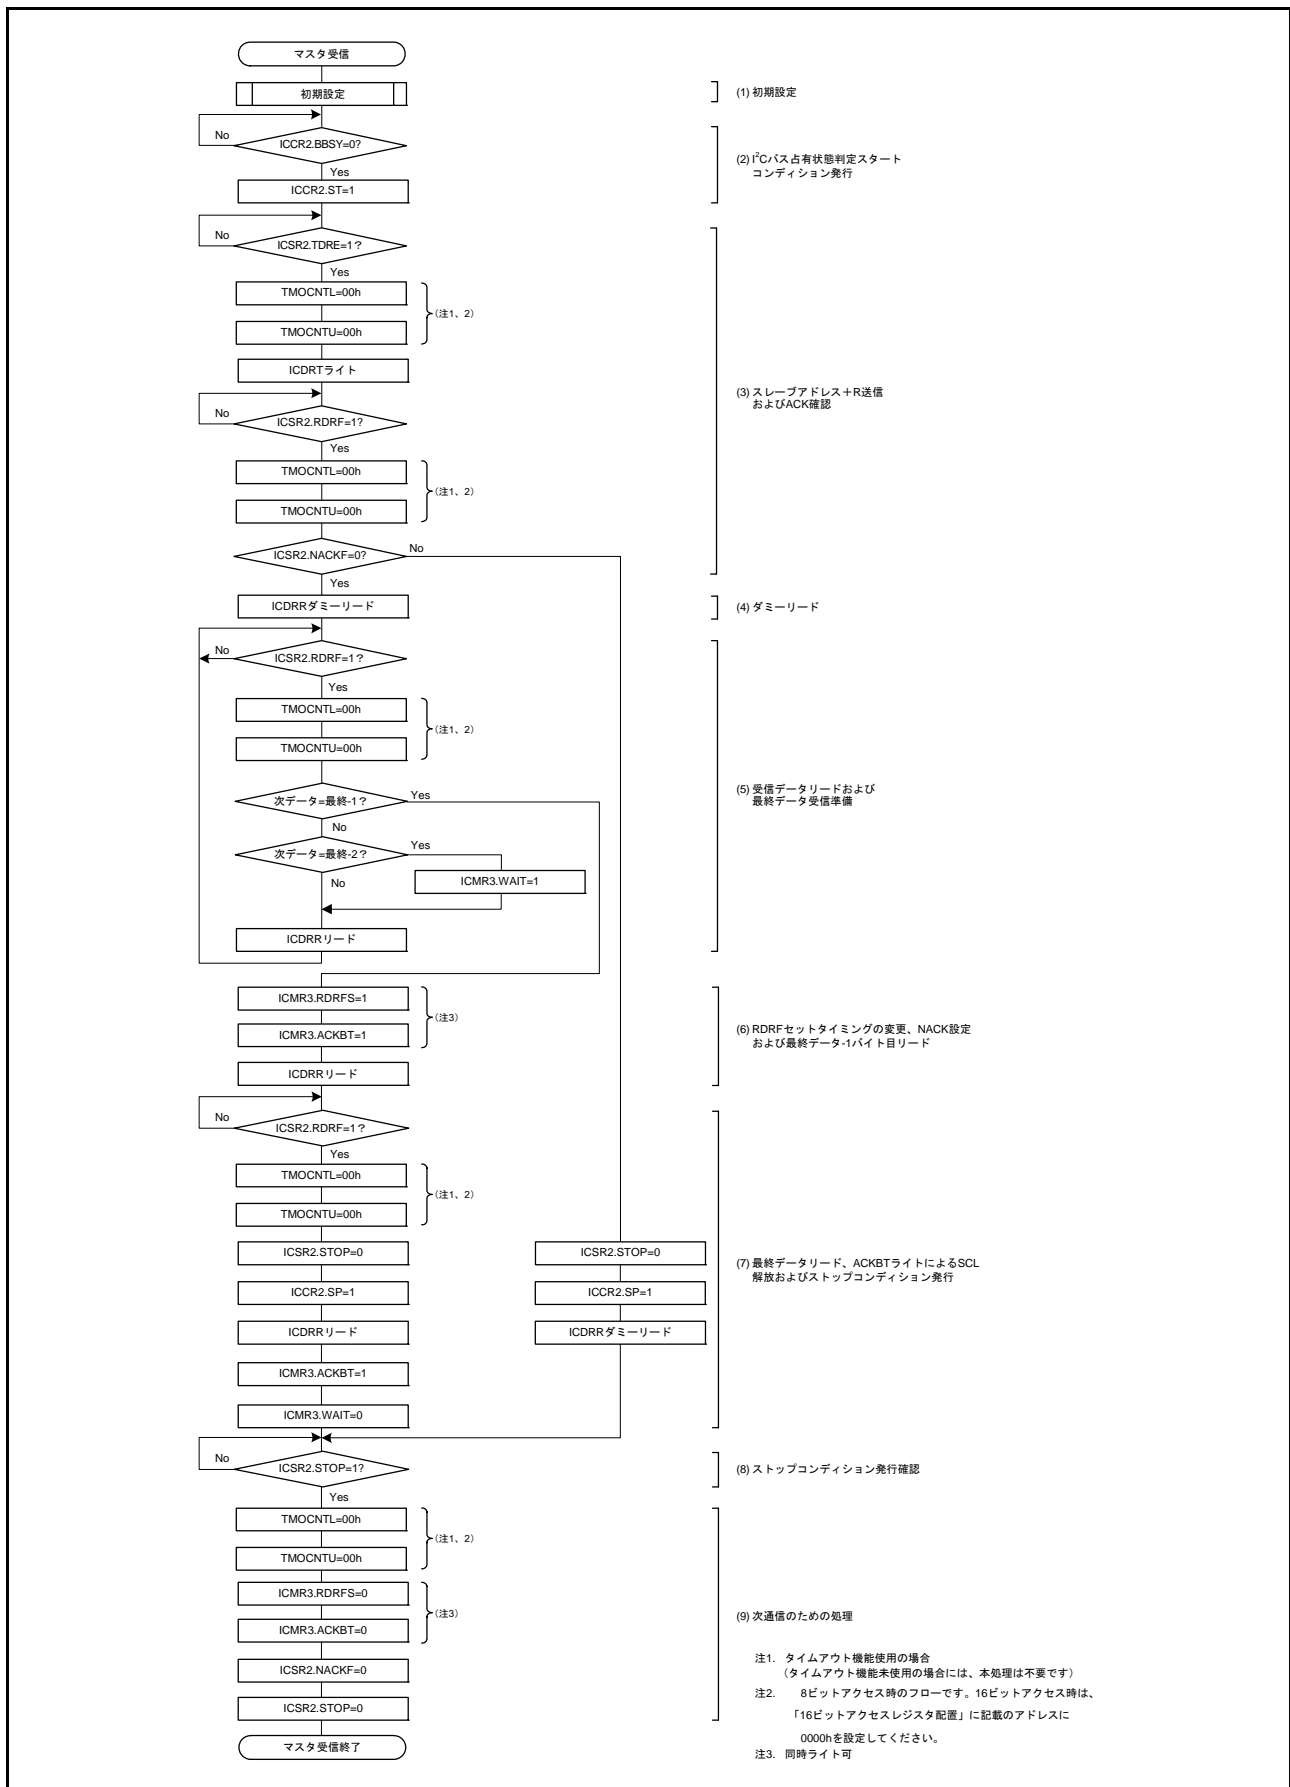 マスタ受信
初期設定
(1) 初期設定
No
ICCR2.BBSY=0?
Yes
ICCR2.ST=1
(2) I²Cバス占有状態判定スタート
コンディション発行
No
ICSR2.TDRE=1?
Yes
TMOCNTL=00h
(注1、2)
TMOCNTU=00h
ICDRTライト
No
ICSR2.RDRF=1?
Yes
TMOCNTL=00h
(注1、2)
TMOCNTU=00h
ICSR2.NACKF=0?
No
Yes
(3) スレーブアドレス+R送信
およびACK確認
ICDRRダミーリード
(4) ダミーリード
No
ICSR2.RDRF=1?
Yes
TMOCNTL=00h
(注1、2)
TMOCNTU=00h
次データ=最終-1?
Yes
No
次データ=最終-2?
Yes
No
ICMR3.WAIT=1
ICDRRリード
(5) 受信データリードおよび
最終データ受信準備
ICMR3.RDRFS=1
(注3)
ICMR3.ACKBT=1
ICDRRリード
(6) RDRFセットタイミングの変更、NACK設定
および最終データ-1バイト目リード
No
ICSR2.RDRF=1?
Yes
TMOCNTL=00h
(注1、2)
TMOCNTU=00h
ICSR2.STOP=0
ICCR2.SP=1
ICDRRリード
ICMR3.ACKBT=1
ICMR3.WAIT=0
ICSR2.STOP=0
ICCR2.SP=1
ICDRRダミーリード
(7) 最終データリード、ACKBTライトによるSCL
解放およびストップコンディション発行
No
ICSR2.STOP=1?
Yes
(8) ストップコンディション発行確認
TMOCNTL=00h
(注1、2)
TMOCNTU=00h
ICMR3.RDRFS=0
(注3)
ICMR3.ACKBT=0
ICSR2.NACKF=0
ICSR2.STOP=0
マスタ受信終了
(9) 次通信のための処理
注1. タイムアウト機能使用の場合
(タイムアウト機能未使用の場合には、本処理は不要です)
注2. 8ビットアクセス時のフローです。16ビットアクセス時は、
「16ビットアクセスレジスタ配置」に記載のアドレスに
0000hを設定してください。
注3. 同時ライト可